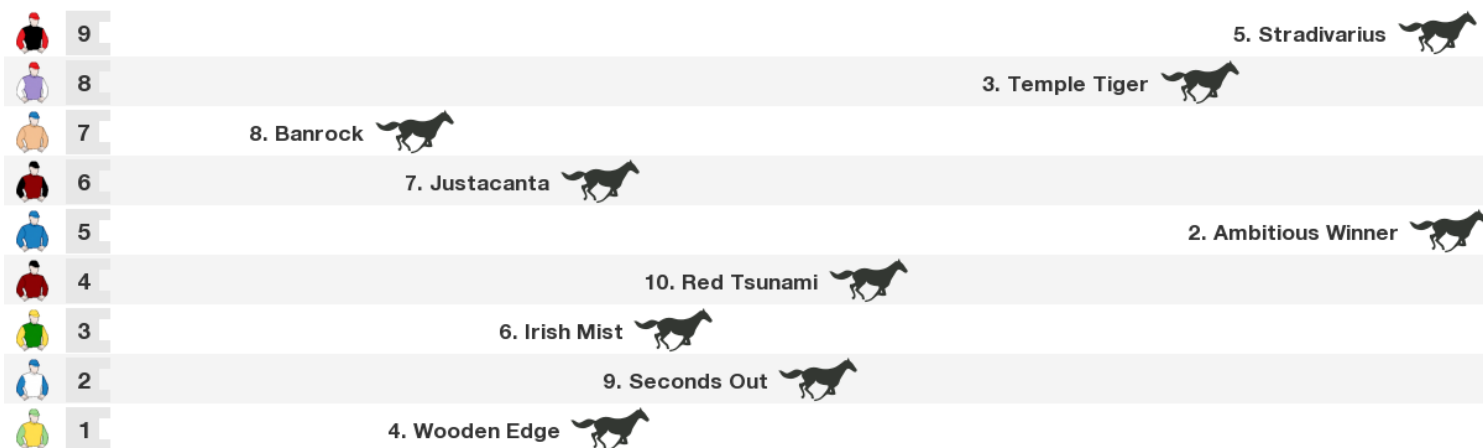 9 5. Stradivarius
8 3. Temple Tiger
7 8. Banrock
6 7. Justacanta
5 2. Ambitious Winner
4 10. Red Tsunami
3 6. Irish Mist
2 9. Seconds Out
1 4. Wooden Edge